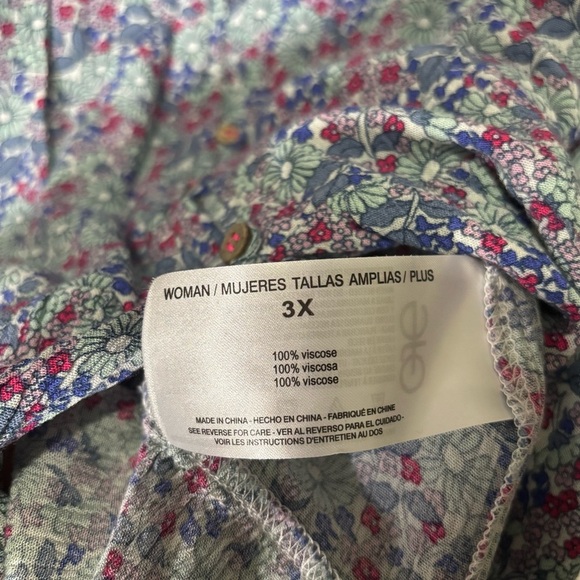 WOMAN / MUJERES TALLAS AMPLIAS / PLUS
3X
100% viscose
100% viscosa
100% viscose
MADE IN CHINA - HECHO EN CHINA - FABRIQUÉ EN CHINE
SEE REVERSE FOR CARE - VER AL REVERSO PARA EL CUIDADO -
VOIR LES INSTRUCTIONS D'ENTRETIEN AU DOS